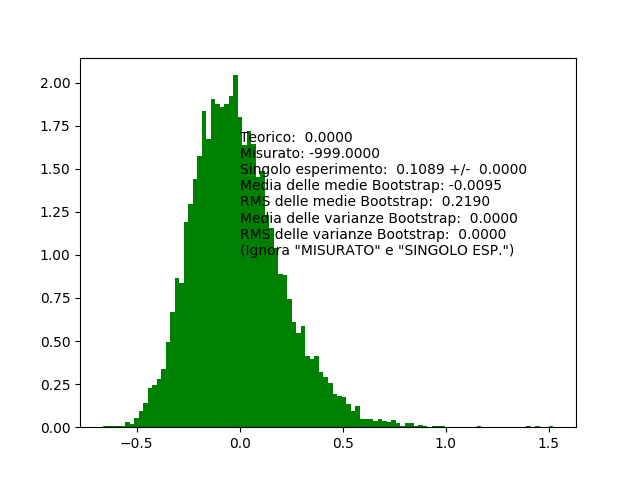 2.00
1.75
1.50
1.25
1.00
0.75
0.50
0.25
0.00
Teorico:  0.0000
Misurato: -999.0000
Singolo esperimento:  0.1089 +/-  0.0000
Media delle medie Bootstrap: -0.0095
RMS delle medie Bootstrap:  0.2190
Media delle varianze Bootstrap:  0.0000
RMS delle varianze Bootstrap:  0.0000
(Ignora "MISURATO" e "SINGOLO ESP.")
−0.5 0.0 0.5 1.0 1.5